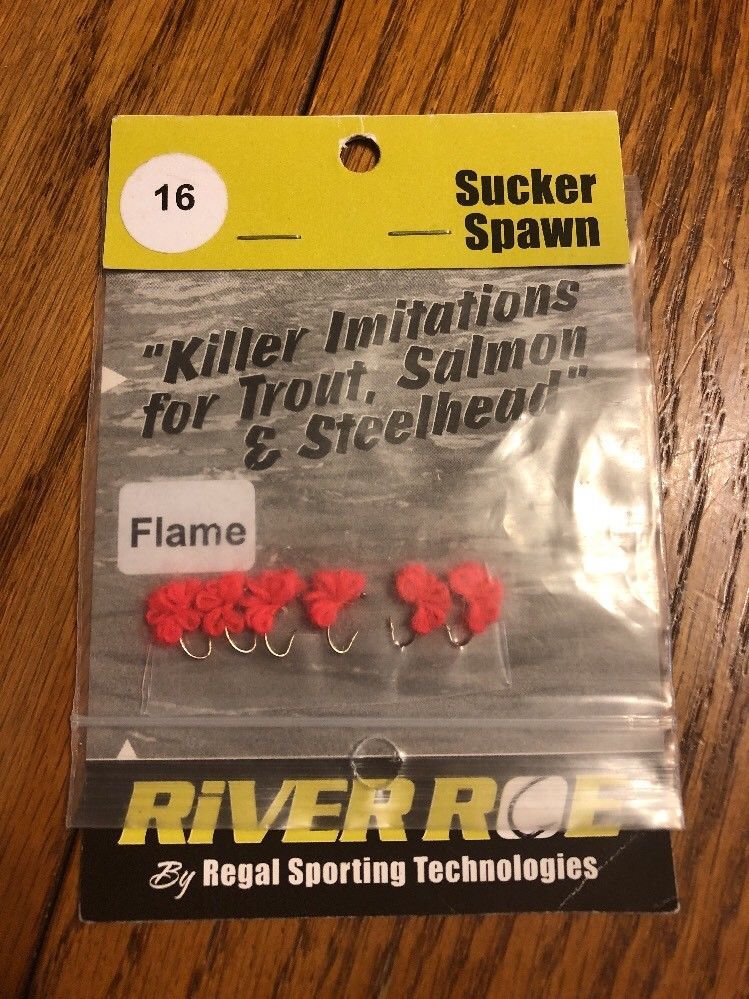 16
Sucker
Spawn
"Killer Imitations
for Trout, Salmon
& Steelhead"
Flame
RiVER ROE
By Regal Sporting Technologies